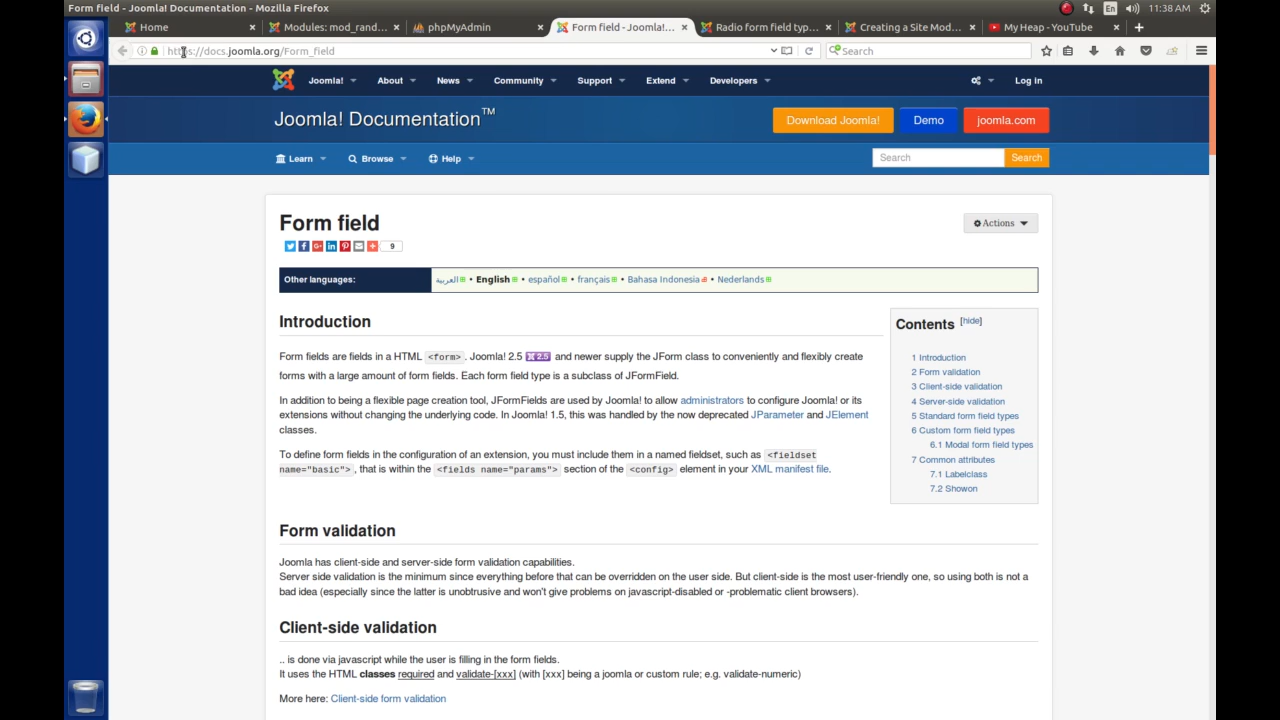 Form field - Joomla! Documentation - Mozilla Firefox
En
11:38 AM
Home
Modules: mod_rand...
phpMyAdmin
Form field - Joomla!...
Radio form field typ...
Creating a Site Mod...
My Heap - YouTube
https://docs.joomla.org/Form_field
Search
Joomla!
About
News
Community
Support
Extend
Developers
Log in
Joomla! Documentation™
Download Joomla!
Demo
joomla.com
Learn
Browse
Help
Search
Search
Form field
Actions
9
Other languages:
العربية • English • español • français • Bahasa Indonesia • Nederlands
Introduction
Form fields are fields in a HTML <form>. Joomla! 2.5 2.5 and newer supply the JForm class to conveniently and flexibly create
forms with a large amount of form fields. Each form field type is a subclass of JFormField.
In addition to being a flexible page creation tool, JFormFields are used by Joomla! to allow administrators to configure Joomla! or its
extensions without changing the underlying code. In Joomla! 1.5, this was handled by the now deprecated JParameter and JElement
classes.
To define form fields in the configuration of an extension, you must include them in a named fieldset, such as <fieldset
name="basic">, that is within the <fields name="params"> section of the <config> element in your XML manifest file.
Contents [hide]
1 Introduction
2 Form validation
3 Client-side validation
4 Server-side validation
5 Standard form field types
6 Custom form field types
6.1 Modal form field types
7 Common attributes
7.1 Labelclass
7.2 Showon
Form validation
Joomla has client-side and server-side form validation capabilities.
Server side validation is the minimum since everything before that can be overridden on the user side. But client-side is the most user-friendly one, so using both is not a
bad idea (especially since the latter is unobtrusive and won't give problems on javascript-disabled or -problematic client browsers).
Client-side validation
.. is done via javascript while the user is filling in the form fields.
It uses the HTML classes required and validate-[xxx] (with [xxx] being a joomla or custom rule; e.g. validate-numeric)
More here: Client-side form validation